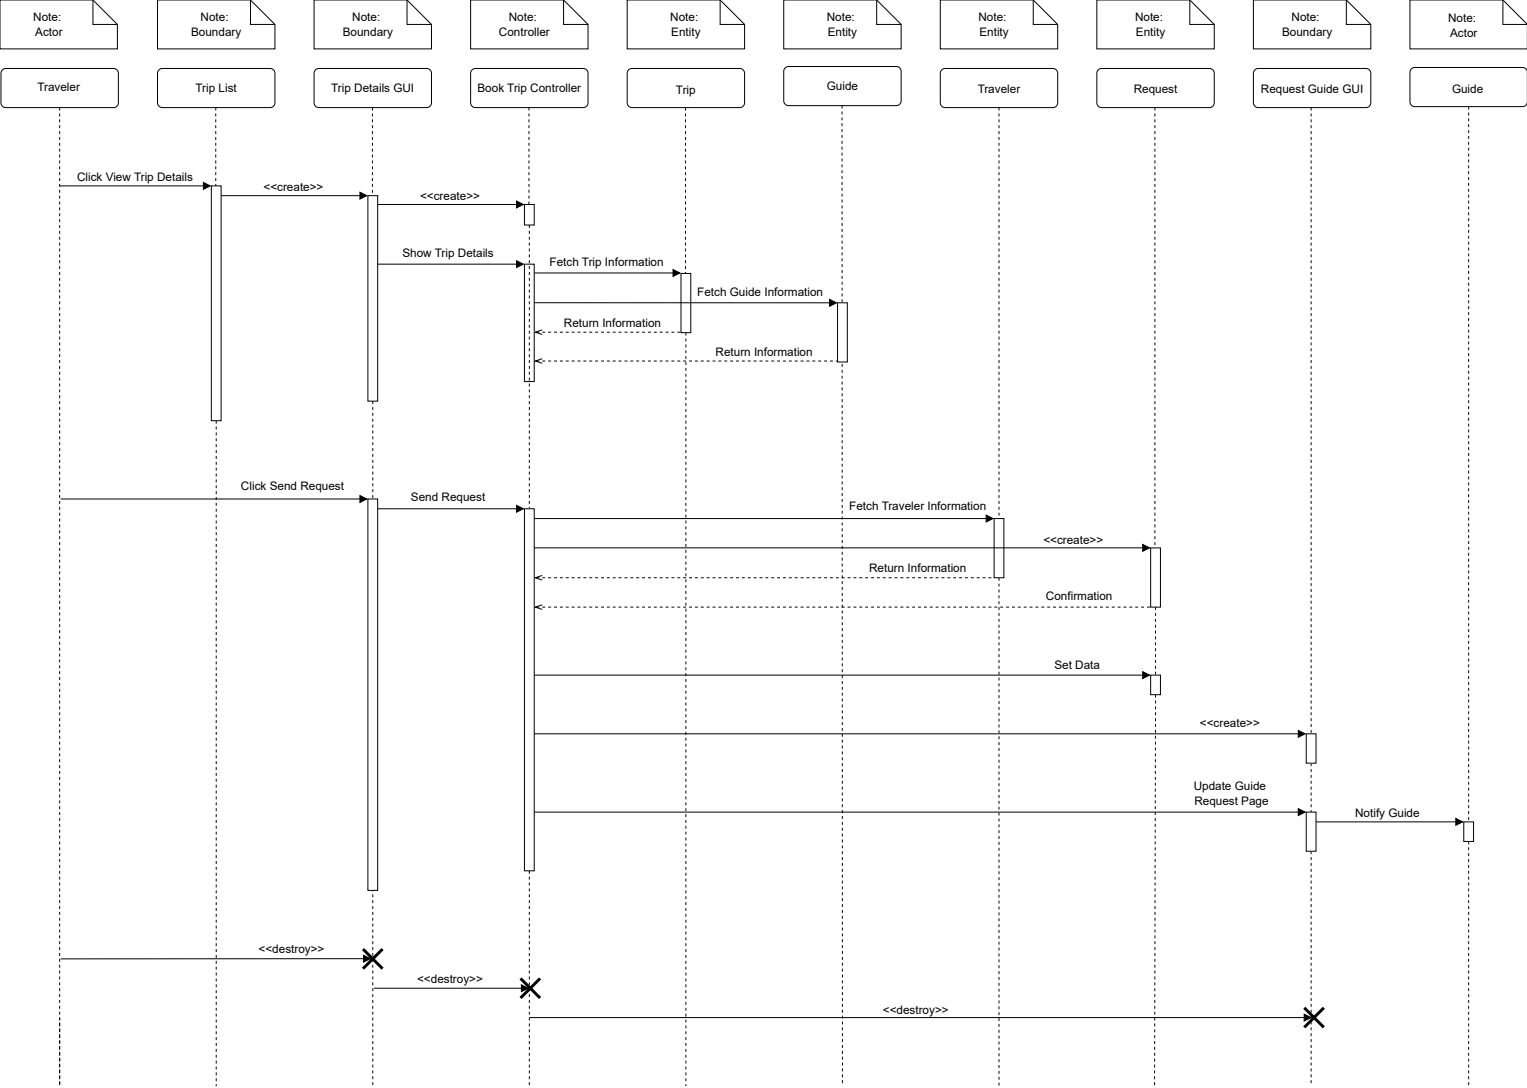 Note:
Actor
Note:
Boundary
Note:
Boundary
Note:
Controller
Note:
Entity
Note:
Entity
Note:
Entity
Note:
Entity
Note:
Boundary
Note:
Actor
Traveler
Trip List
Trip Details GUI
Book Trip Controller
Trip
Guide
Traveler
Request
Request Guide GUI
Guide
Click View Trip Details
<<create>>
<<create>>
Show Trip Details
Fetch Trip Information
Fetch Guide Information
Return Information
Return Information
Click Send Request
Send Request
Fetch Traveler Information
<<create>>
Return Information
Confirmation
Set Data
<<create>>
Update Guide
Request Page
Notify Guide
<<destroy>>
<<destroy>>
<<destroy>>